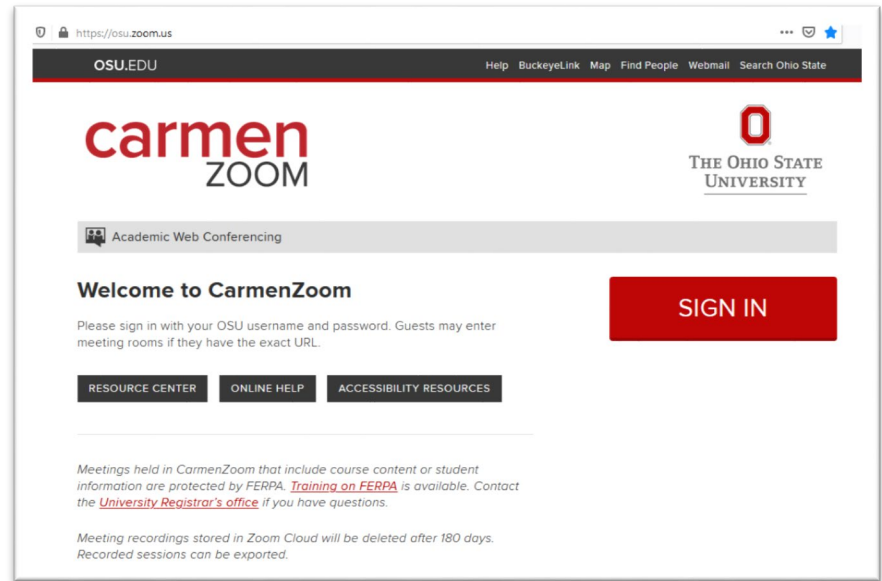 https://osu.zoom.us
OSU.EDU Help BuckeyeLink Map Find People Webmail Search Ohio State
carmen
ZOOM
THE OHIO STATE
UNIVERSITY
Academic Web Conferencing
Welcome to CarmenZoom
SIGN IN
Please sign in with your OSU username and password. Guests may enter
meeting rooms if they have the exact URL.
RESOURCE CENTER ONLINE HELP ACCESSIBILITY RESOURCES
Meetings held in CarmenZoom that include course content or student
information are protected by FERPA. Training on FERPA is available. Contact
the University Registrar's office if you have questions.
Meeting recordings stored in Zoom Cloud will be deleted after 180 days.
Recorded sessions can be exported.